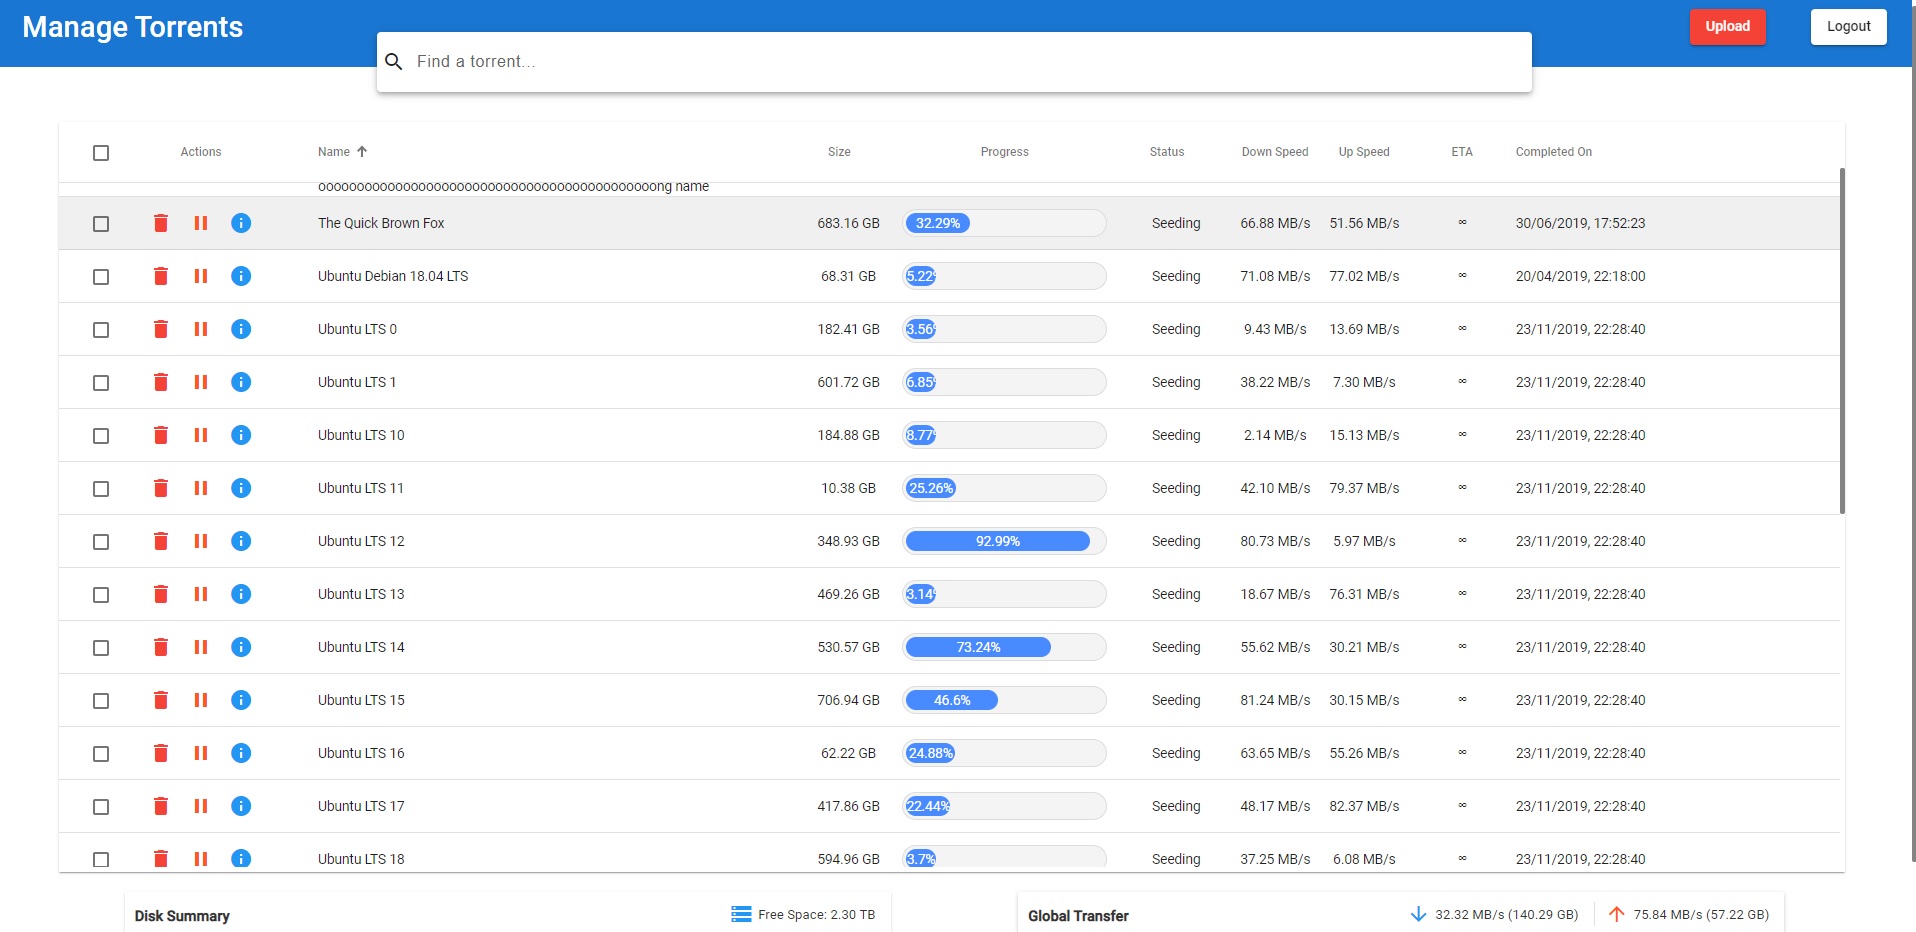 Manage Torrents
Upload
Logout
Find a torrent...
Actions Name Size Progress Status Down Speed Up Speed ETA Completed On
ooooooooooooooooooooooooooooooooooooooooooooong name
The Quick Brown Fox 683.16 GB 32.29% Seeding 66.88 MB/s 51.56 MB/s ∞ 30/06/2019, 17:52:23
Ubuntu Debian 18.04 LTS 68.31 GB 5.22% Seeding 71.08 MB/s 77.02 MB/s ∞ 20/04/2019, 22:18:00
Ubuntu LTS 0 182.41 GB 3.56% Seeding 9.43 MB/s 13.69 MB/s ∞ 23/11/2019, 22:28:40
Ubuntu LTS 1 601.72 GB 6.85% Seeding 38.22 MB/s 7.30 MB/s ∞ 23/11/2019, 22:28:40
Ubuntu LTS 10 184.88 GB 8.77% Seeding 2.14 MB/s 15.13 MB/s ∞ 23/11/2019, 22:28:40
Ubuntu LTS 11 10.38 GB 25.26% Seeding 42.10 MB/s 79.37 MB/s ∞ 23/11/2019, 22:28:40
Ubuntu LTS 12 348.93 GB 92.99% Seeding 80.73 MB/s 5.97 MB/s ∞ 23/11/2019, 22:28:40
Ubuntu LTS 13 469.26 GB 3.14% Seeding 18.67 MB/s 76.31 MB/s ∞ 23/11/2019, 22:28:40
Ubuntu LTS 14 530.57 GB 73.24% Seeding 55.62 MB/s 30.21 MB/s ∞ 23/11/2019, 22:28:40
Ubuntu LTS 15 706.94 GB 46.6% Seeding 81.24 MB/s 30.15 MB/s ∞ 23/11/2019, 22:28:40
Ubuntu LTS 16 62.22 GB 24.88% Seeding 63.65 MB/s 55.26 MB/s ∞ 23/11/2019, 22:28:40
Ubuntu LTS 17 417.86 GB 22.44% Seeding 48.17 MB/s 82.37 MB/s ∞ 23/11/2019, 22:28:40
Ubuntu LTS 18 594.96 GB 3.7% Seeding 37.25 MB/s 6.08 MB/s ∞ 23/11/2019, 22:28:40
Disk Summary Free Space: 2.30 TB
Global Transfer 32.32 MB/s (140.29 GB) 75.84 MB/s (57.22 GB)